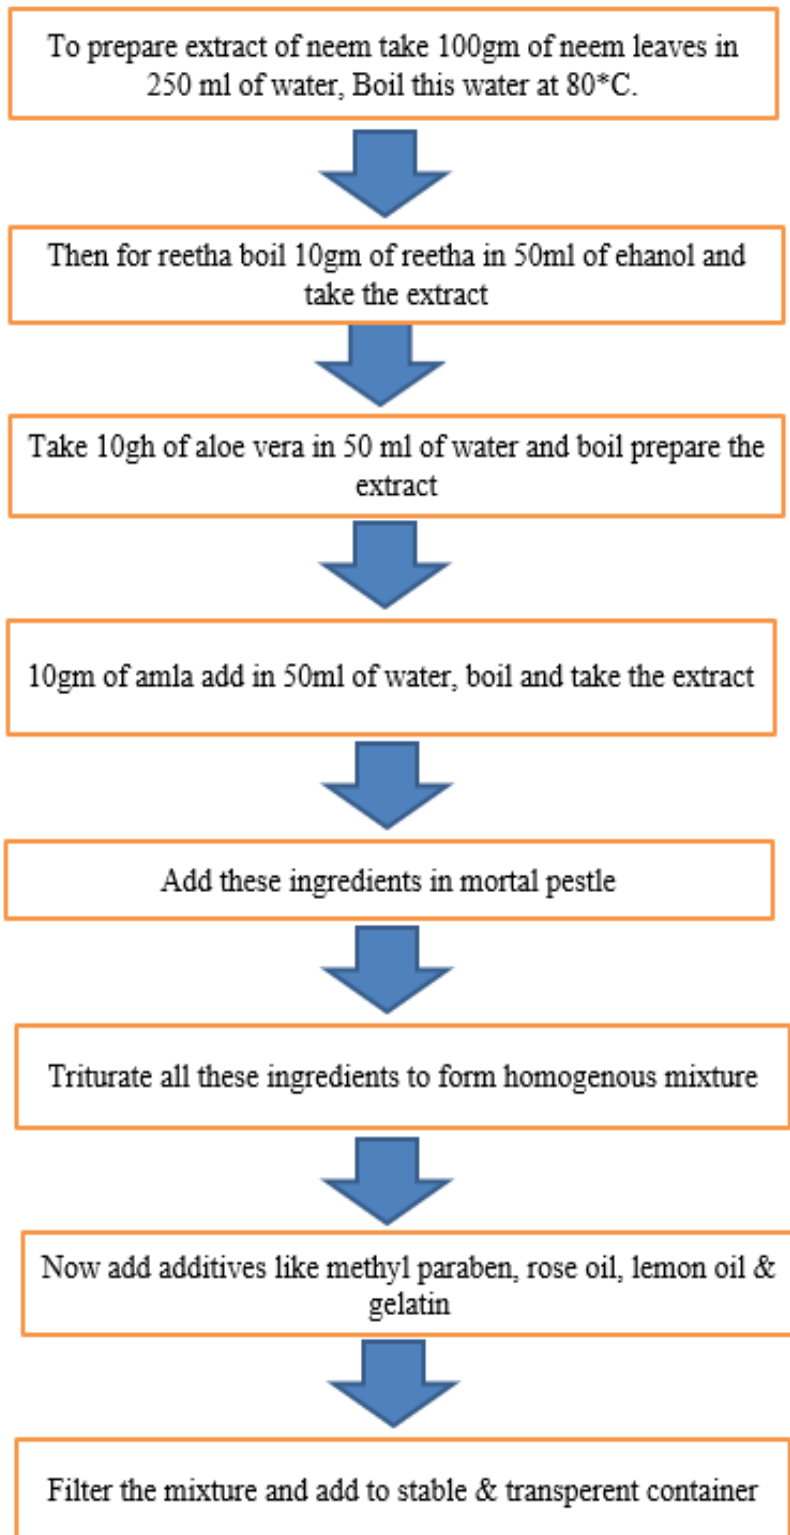 To prepare extract of neem take 100gm of neem leaves in
250 ml of water, Boil this water at 80*C.
Then for reetha boil 10gm of reetha in 50ml of ehanol and
take the extract
Take 10gh of aloe vera in 50 ml of water and boil prepare the
extract
10gm of amla add in 50ml of water, boil and take the extract
Add these ingredients in mortal pestle
Triturate all these ingredients to form homogenous mixture
Now add additives like methyl paraben, rose oil, lemon oil &
gelatin
Filter the mixture and add to stable & transperent container